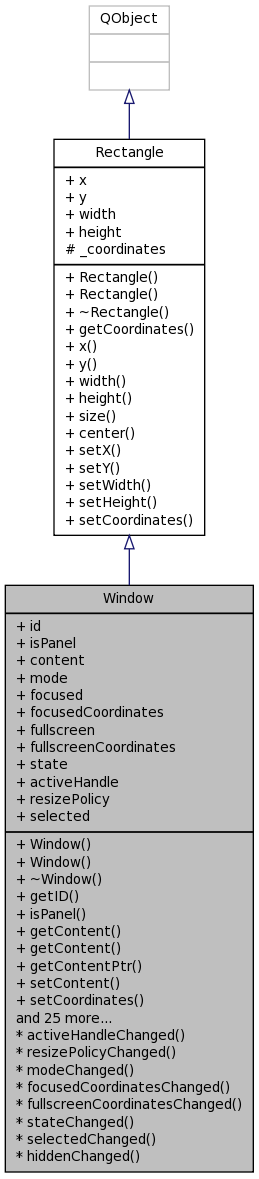 QObject
Rectangle
+ x
+ y
+ width
+ height
# _coordinates
+ Rectangle()
+ Rectangle()
+ ~Rectangle()
+ getCoordinates()
+ x()
+ y()
+ width()
+ height()
+ size()
+ center()
+ setX()
+ setY()
+ setWidth()
+ setHeight()
+ setCoordinates()
Window
+ id
+ isPanel
+ content
+ mode
+ focused
+ focusedCoordinates
+ fullscreen
+ fullscreenCoordinates
+ state
+ activeHandle
+ resizePolicy
+ selected
+ Window()
+ Window()
+ ~Window()
+ getID()
+ isPanel()
+ getContent()
+ getContent()
+ getContentPtr()
+ setContent()
+ setCoordinates()
and 25 more...
* activeHandleChanged()
* resizePolicyChanged()
* modeChanged()
* focusedCoordinatesChanged()
* fullscreenCoordinatesChanged()
* stateChanged()
* selectedChanged()
* hiddenChanged()